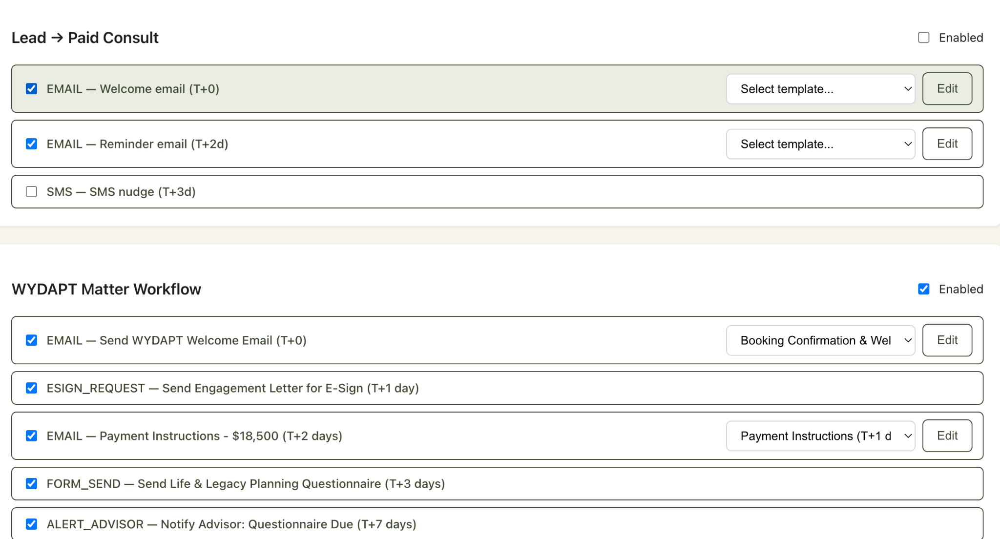 Lead → Paid Consult
Enabled
EMAIL — Welcome email (T+0)
Select template...
Edit
EMAIL — Reminder email (T+2d)
Select template...
Edit
SMS — SMS nudge (T+3d)
WYDAPT Matter Workflow
Enabled
EMAIL — Send WYDAPT Welcome Email (T+0)
Booking Confirmation & Wel
Edit
ESIGN_REQUEST — Send Engagement Letter for E-Sign (T+1 day)
EMAIL — Payment Instructions - $18,500 (T+2 days)
Payment Instructions (T+1 d
Edit
FORM_SEND — Send Life & Legacy Planning Questionnaire (T+3 days)
ALERT_ADVISOR — Notify Advisor: Questionnaire Due (T+7 days)